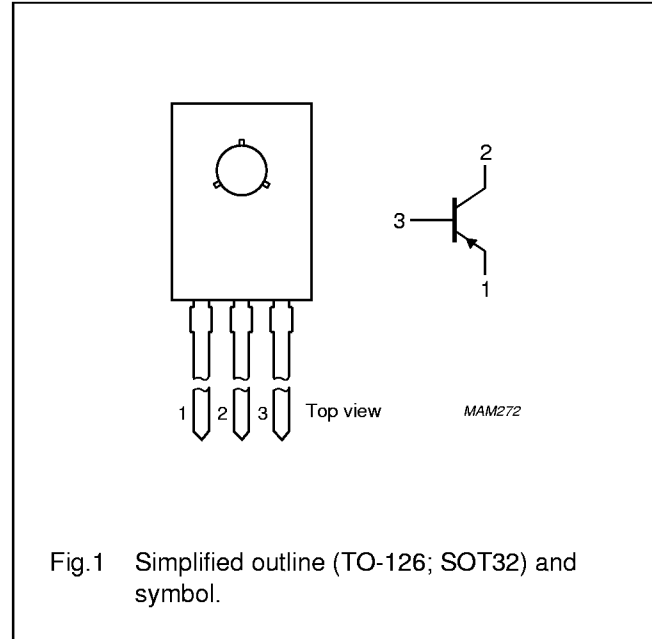 2
3
1
1 2 3 Top view MAM272
Fig.1 Simplified outline (TO-126; SOT32) and
symbol.